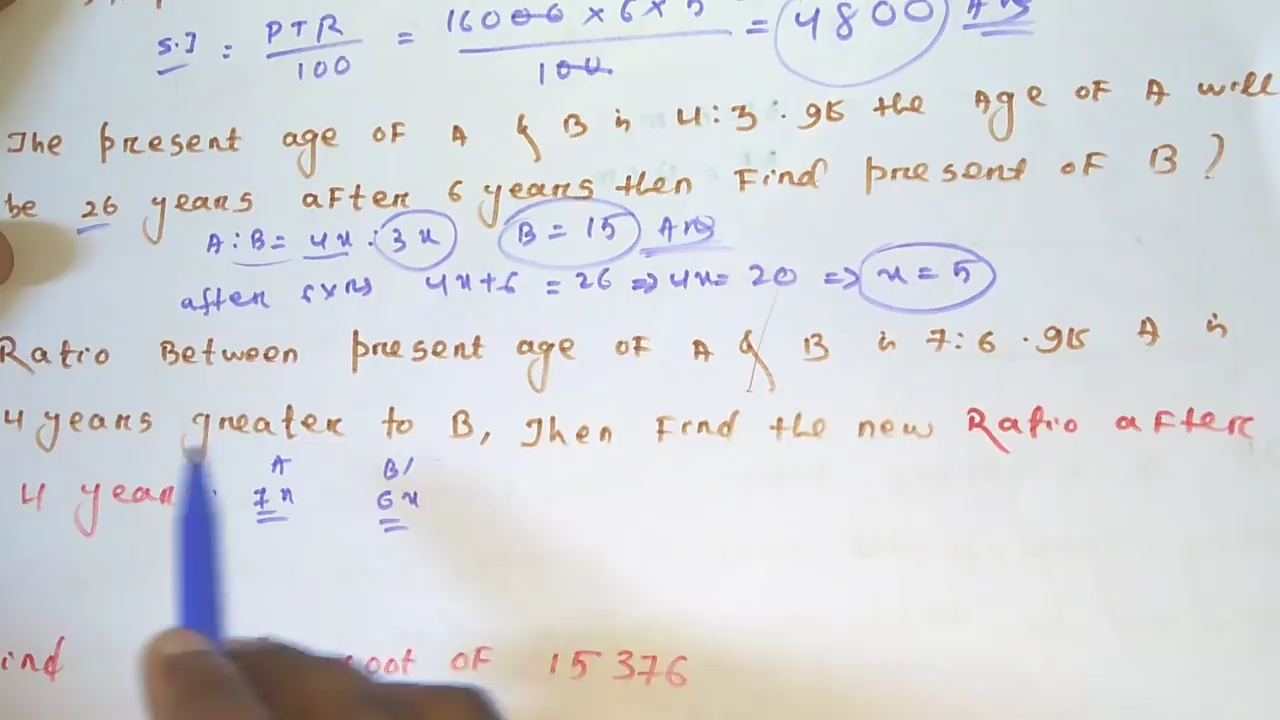 S.I = PTR/100 = 16000 × 6 × 5/100 = 4800 Ans
The present age of A & B is 4:3. If the Age of A will
be 26 years after 6 years then Find present of B?
A:B = 4x : 3x B = 15 Ans
after 6 yrs 4x+6 = 26 ⇒ 4x = 20 ⇒ x = 5
Ratio Between present age of A & B is 7:6. If A is
4 years greater to B, Then Find the new Ratio after
A B
4 year 7x 6x
ind oot of 15376